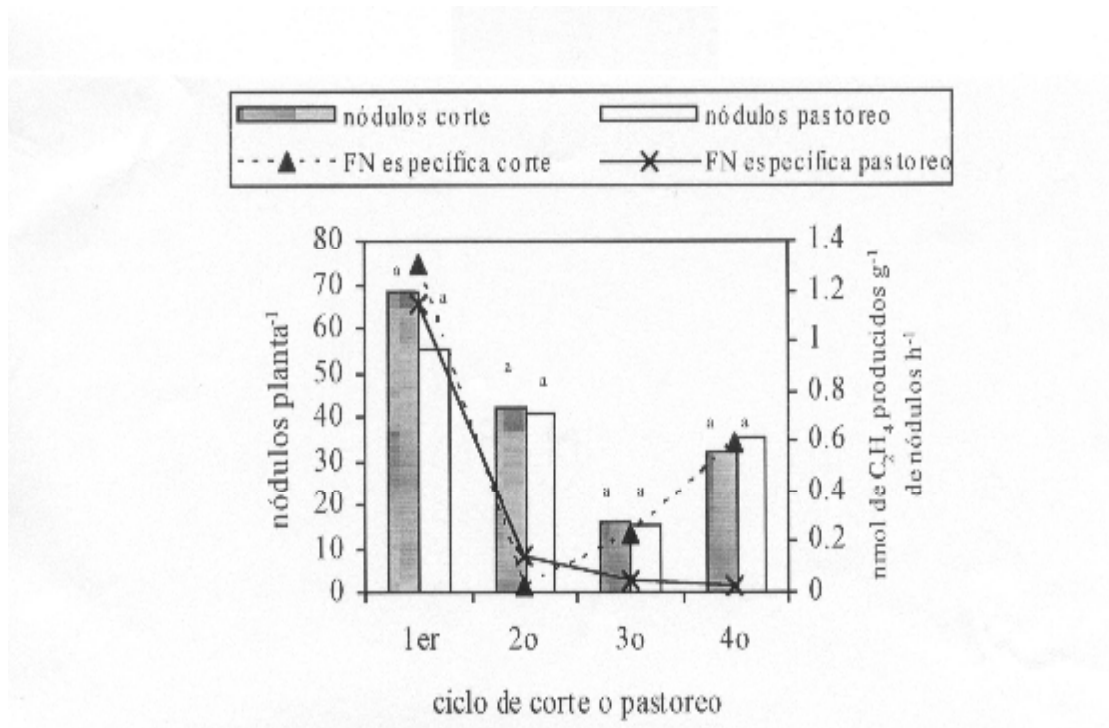 nódulos corte
nódulos pastoreo
FN específica corte
FN específica pastoreo
80
70
60
50
40
30
20
10
0
nódulos planta⁻¹
a
a
a
a
a
a
a
a
1.4
1.2
1
0.8
0.6
0.4
0.2
0
nmol de C₂H₄ producidos g⁻¹
de nódulos h⁻¹
1er
2o
3o
4o
ciclo de corte o pastoreo